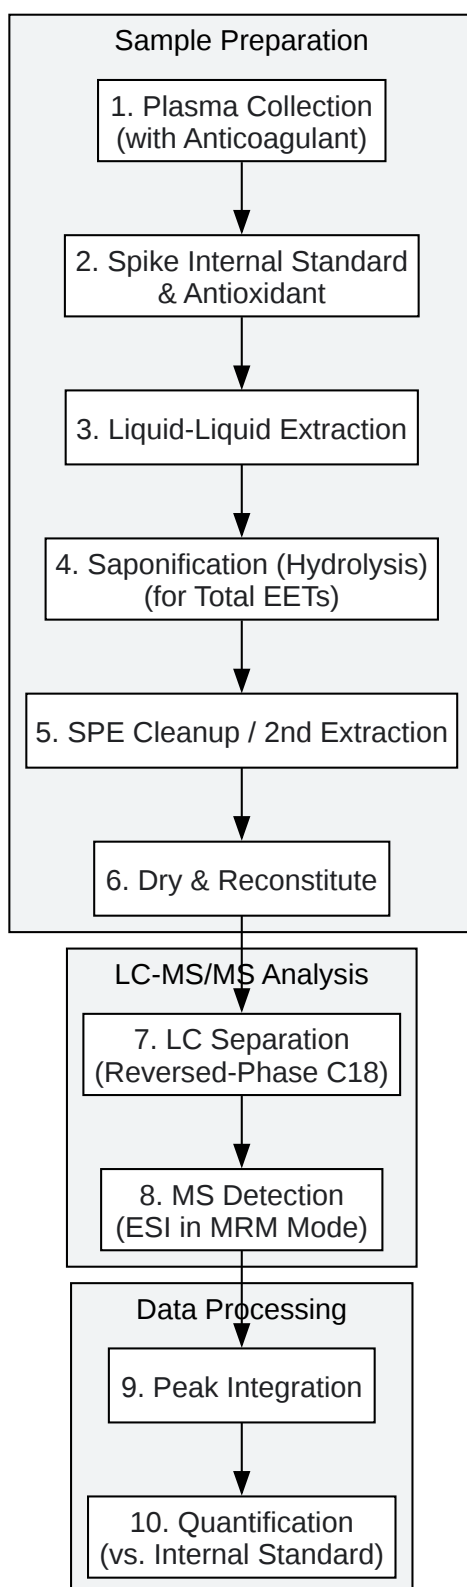 Sample Preparation
1. Plasma Collection
(with Anticoagulant)
2. Spike Internal Standard
& Antioxidant
3. Liquid-Liquid Extraction
4. Saponification (Hydrolysis)
(for Total EETs)
5. SPE Cleanup / 2nd Extraction
6. Dry & Reconstitute
LC-MS/MS Analysis
7. LC Separation
(Reversed-Phase C18)
8. MS Detection
(ESI in MRM Mode)
Data Processing
9. Peak Integration
10. Quantification
(vs. Internal Standard)